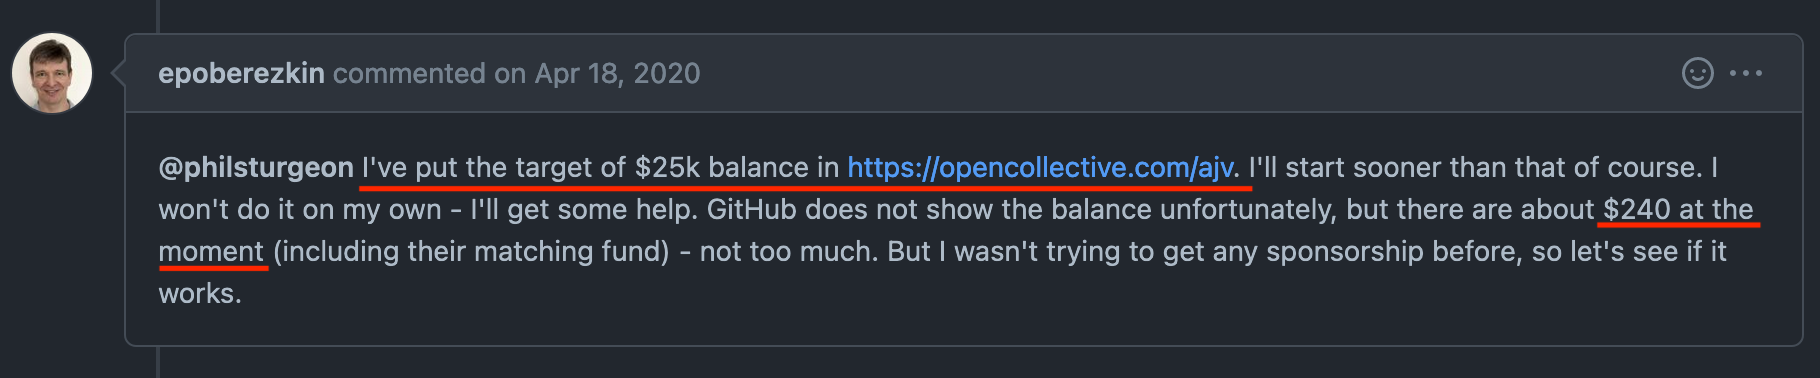 epoberezkin commented on Apr 18, 2020
@philsturgeon I've put the target of $25k balance in https://opencollective.com/ajv. I'll start sooner than that of course. I
won't do it on my own - I'll get some help. GitHub does not show the balance unfortunately, but there are about $240 at the
moment (including their matching fund) - not too much. But I wasn't trying to get any sponsorship before, so let's see if it
works.